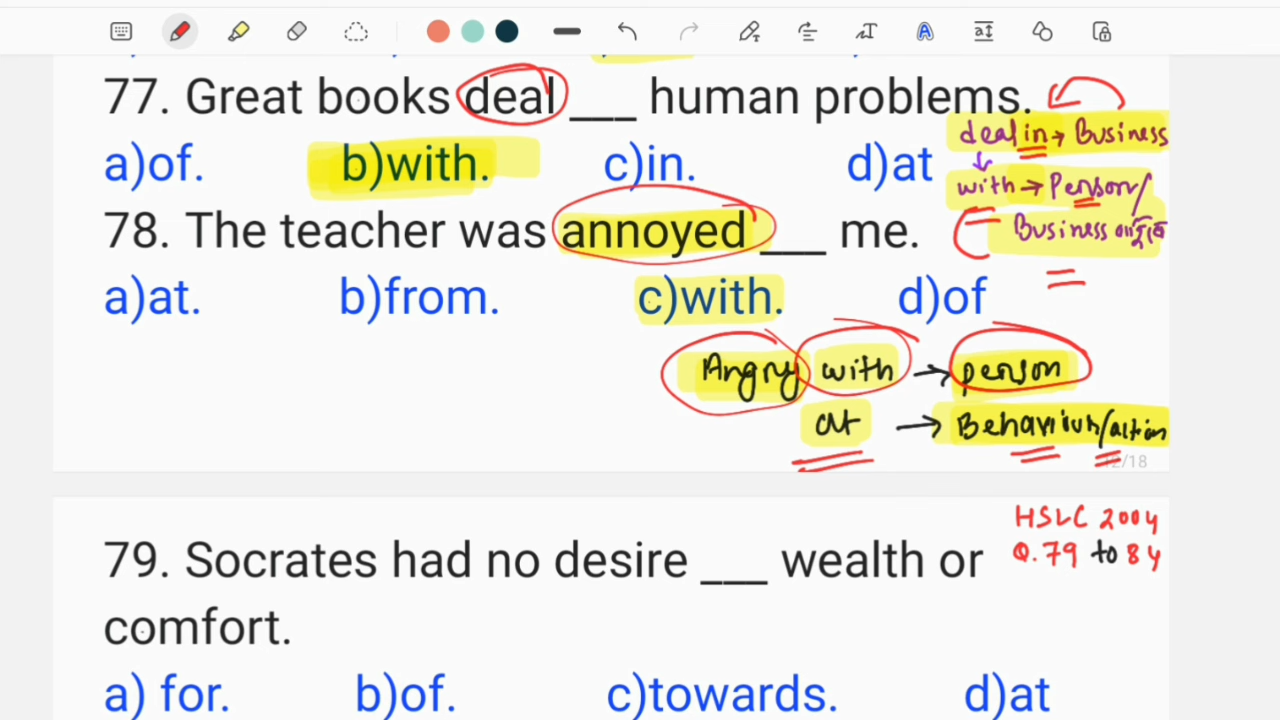 77. Great books deal ___ human problems.
a)of. b)with. c)in. d)at
deal in → Business
with → Person/
Business
78. The teacher was annoyed ___ me.
a)at. b)from. c)with. d)of
Angry with → person
at → Behaviour/action
12/18
HSLC 2004
Q.79 to 84
79. Socrates had no desire ___ wealth or
comfort.
a) for. b)of. c)towards. d)at